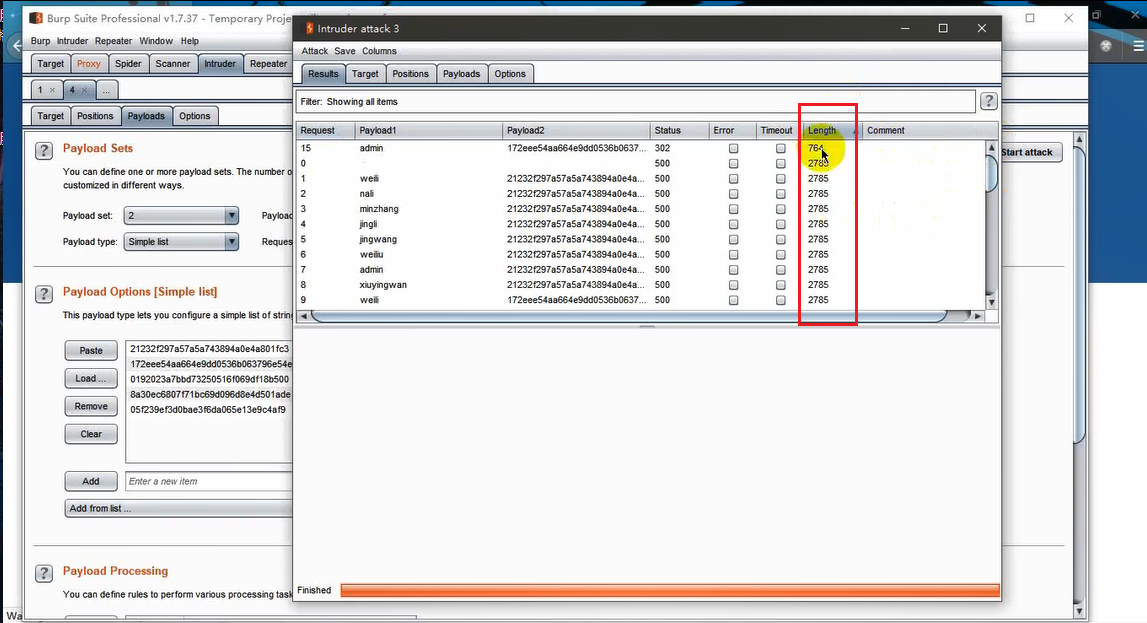 Burp Suite Professional v1.7.37 - Temporary Proje
Burp Intruder Repeater Window Help
Target Proxy Spider Scanner Intruder Repeater
1 × 4 × ...
Target Positions Payloads Options
? Payload Sets
You can define one or more payload sets. The number o
customized in different ways.
Payload set: 2 Payload
Payload type: Simple list Reques
Start attack
? Payload Options [Simple list]
This payload type lets you configure a simple list of string
Paste
Load ...
Remove
Clear
21232f297a57a5a743894a0e4a801fc3
172eee54aa664e9dd0536b063796e54e
0192023a7bbd73250516f069df18b500
8a30ec6807f71bc69d096d8e4d501ade
05f239ef3d0bae3f6da065e13e9c4af9
Add Enter a new item
Add from list ...
? Payload Processing
You can define rules to perform various processing task
Wa
Intruder attack 3
Attack Save Columns
Results Target Positions Payloads Options
Filter: Showing all items ?
Request Payload1 Payload2 Status Error Timeout Length Comment
15 admin 172eee54aa664e9dd0536b0637... 302 764
0 500 2785
1 weili 21232f297a57a5a743894a0e4a... 500 2785
2 nali 21232f297a57a5a743894a0e4a... 500 2785
3 minzhang 21232f297a57a5a743894a0e4a... 500 2785
4 jingli 21232f297a57a5a743894a0e4a... 500 2785
5 jingwang 21232f297a57a5a743894a0e4a... 500 2785
6 weiliu 21232f297a57a5a743894a0e4a... 500 2785
7 admin 21232f297a57a5a743894a0e4a... 500 2785
8 xiuyingwan 21232f297a57a5a743894a0e4a... 500 2785
9 weili 172eee54aa664e9dd0536b0637... 500 2785
Finished